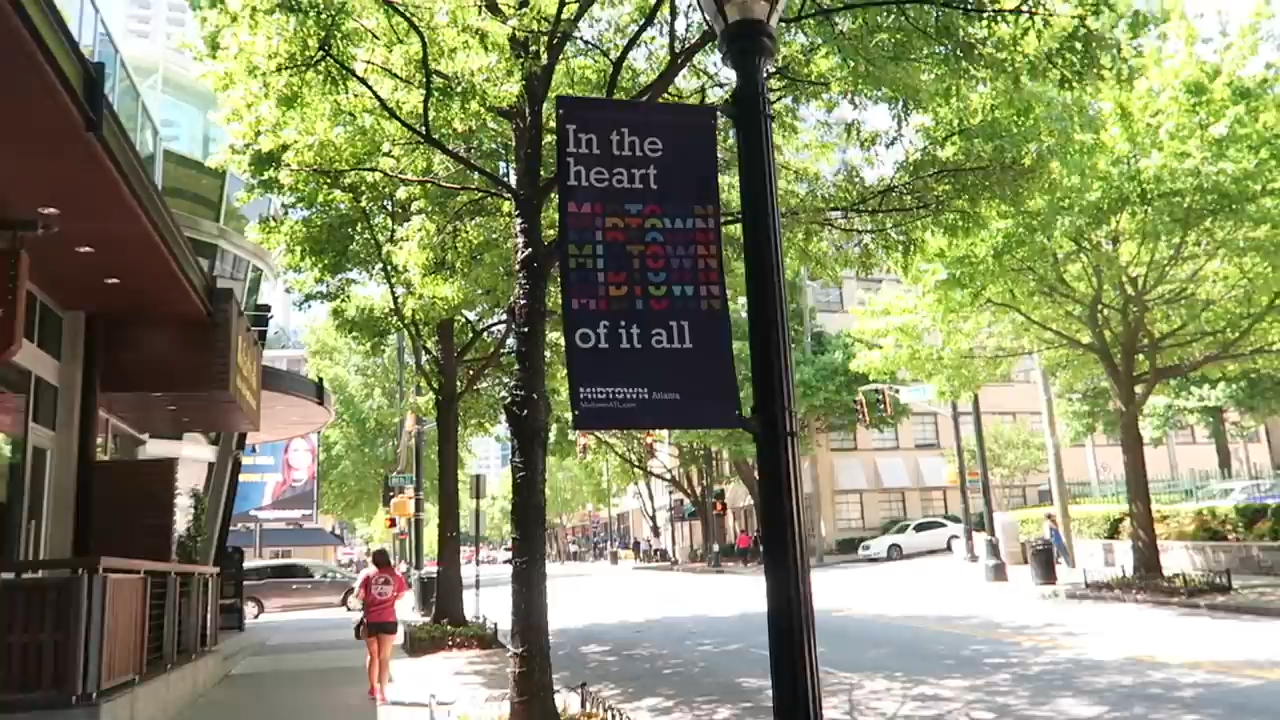 In the
heart
MIDTOWN
MIDTOWN
MIDTOWN
of it all
MIDTOWN Atlanta
MidtownATL.com